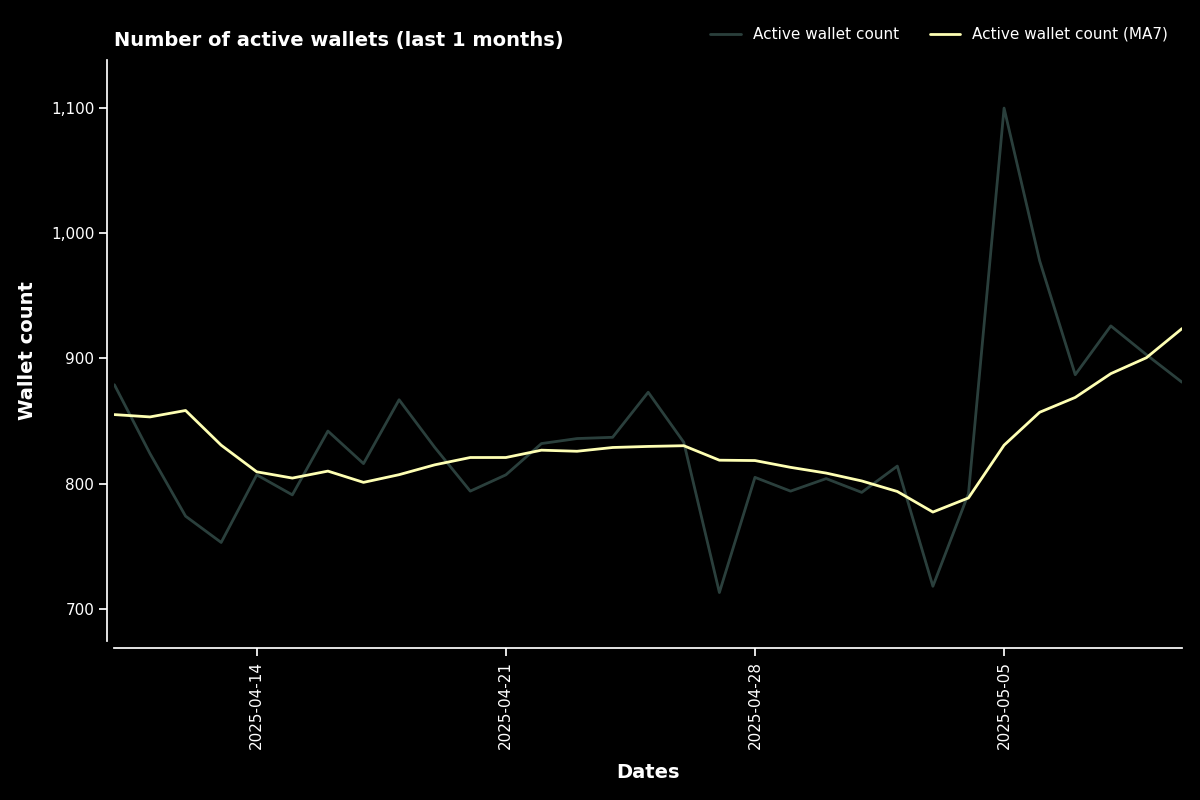 Number of active wallets (last 1 months)
Active wallet count
Active wallet count (MA7)
Wallet count
1,100
1,000
900
800
700
2025-04-14
2025-04-21
2025-04-28
2025-05-05
Dates